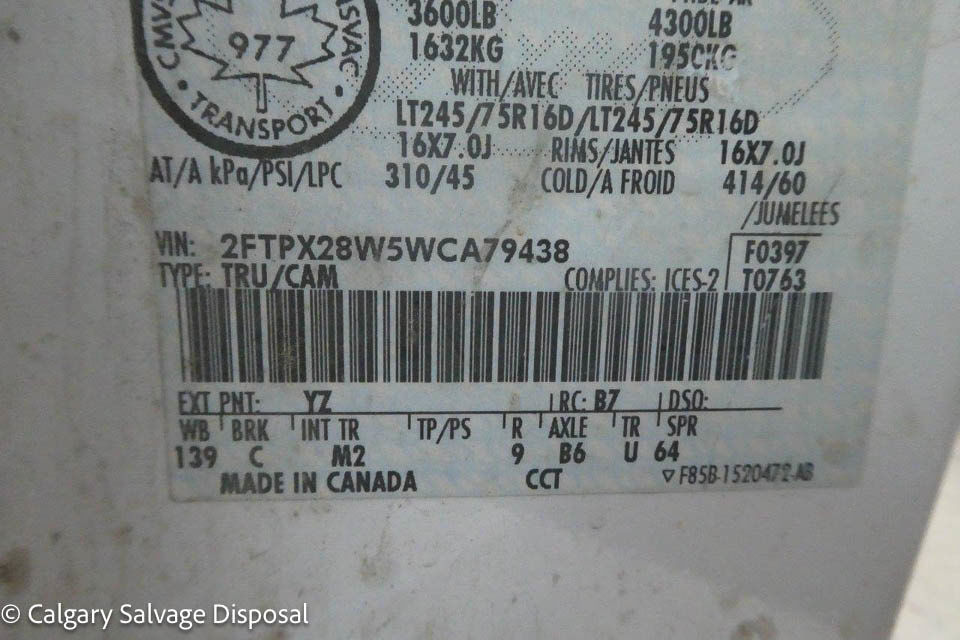 CMVS
NSVAC
977
TRANSPORT
3600LB 4300LB
1632KG 1950KG
WITH/AVEC TIRES/PNEUS
LT245/75R16D/LT245/75R16D
16X7.0J RIMS/JANTES 16X7.0J
AT/A kPa/PSI/LPC 310/45 COLD/A FROID 414/60
/JUMELEES
VIN: 2FTPX28W5WCA79438 F0397
TYPE: TRU/CAM COMPLIES: ICES-2 T0763
EXT PNT: YZ RC: B7 DSO:
WB BRK INT TR TP/PS R AXLE TR SPR
139 C M2 9 B6 U 64
MADE IN CANADA CCT ▽ F85B-1520472-AB
© Calgary Salvage Disposal